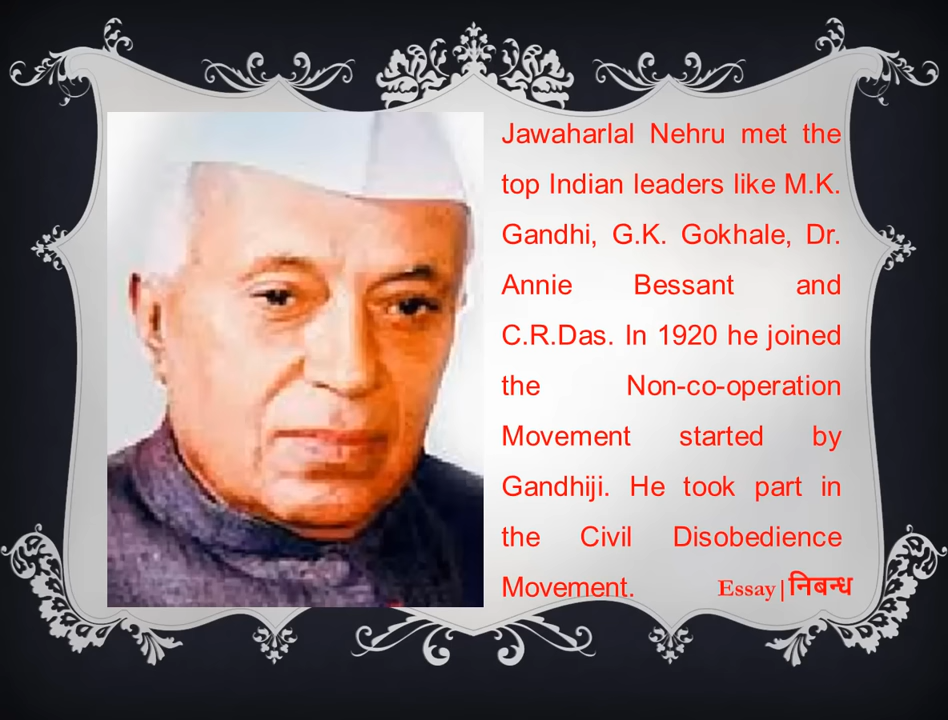 Jawaharlal Nehru met the
top Indian leaders like M.K.
Gandhi, G.K. Gokhale, Dr.
Annie Bessant and
C.R.Das. In 1920 he joined
the Non-co-operation
Movement started by
Gandhiji. He took part in
the Civil Disobedience
Movement.
Essay|निबन्ध